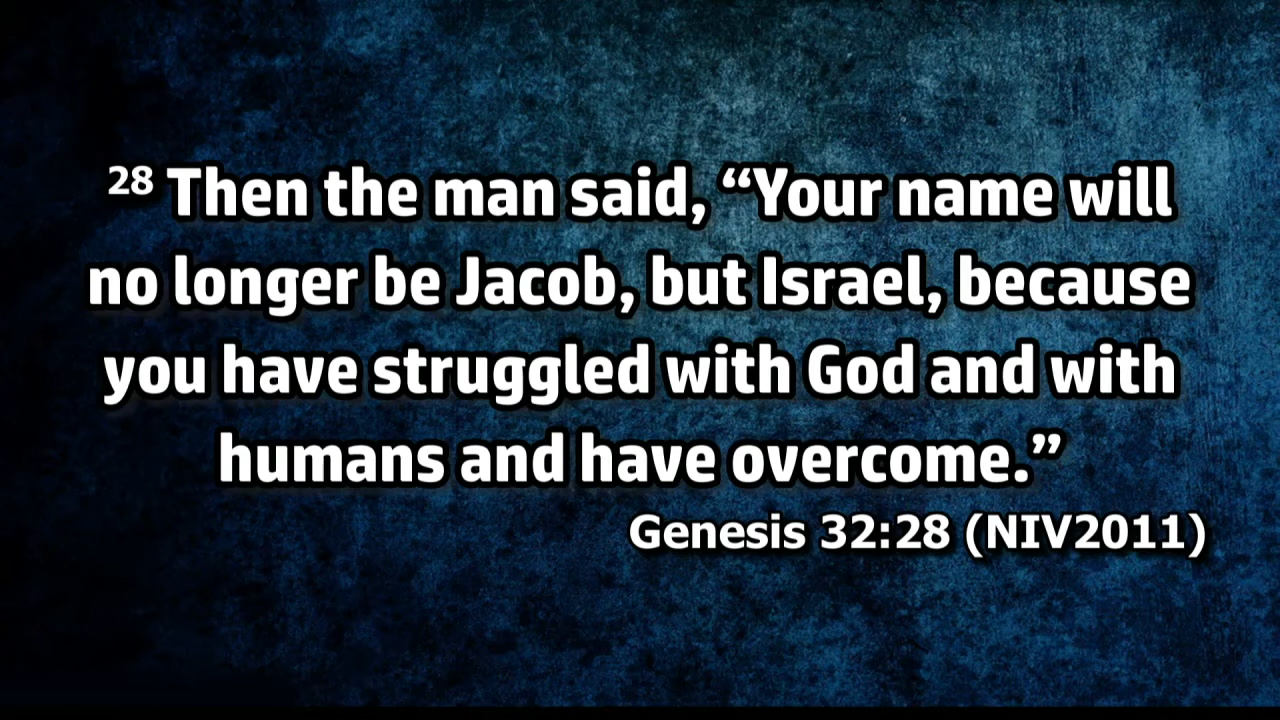 28 Then the man said, “Your name will
no longer be Jacob, but Israel, because
you have struggled with God and with
humans and have overcome.”
Genesis 32:28 (NIV2011)